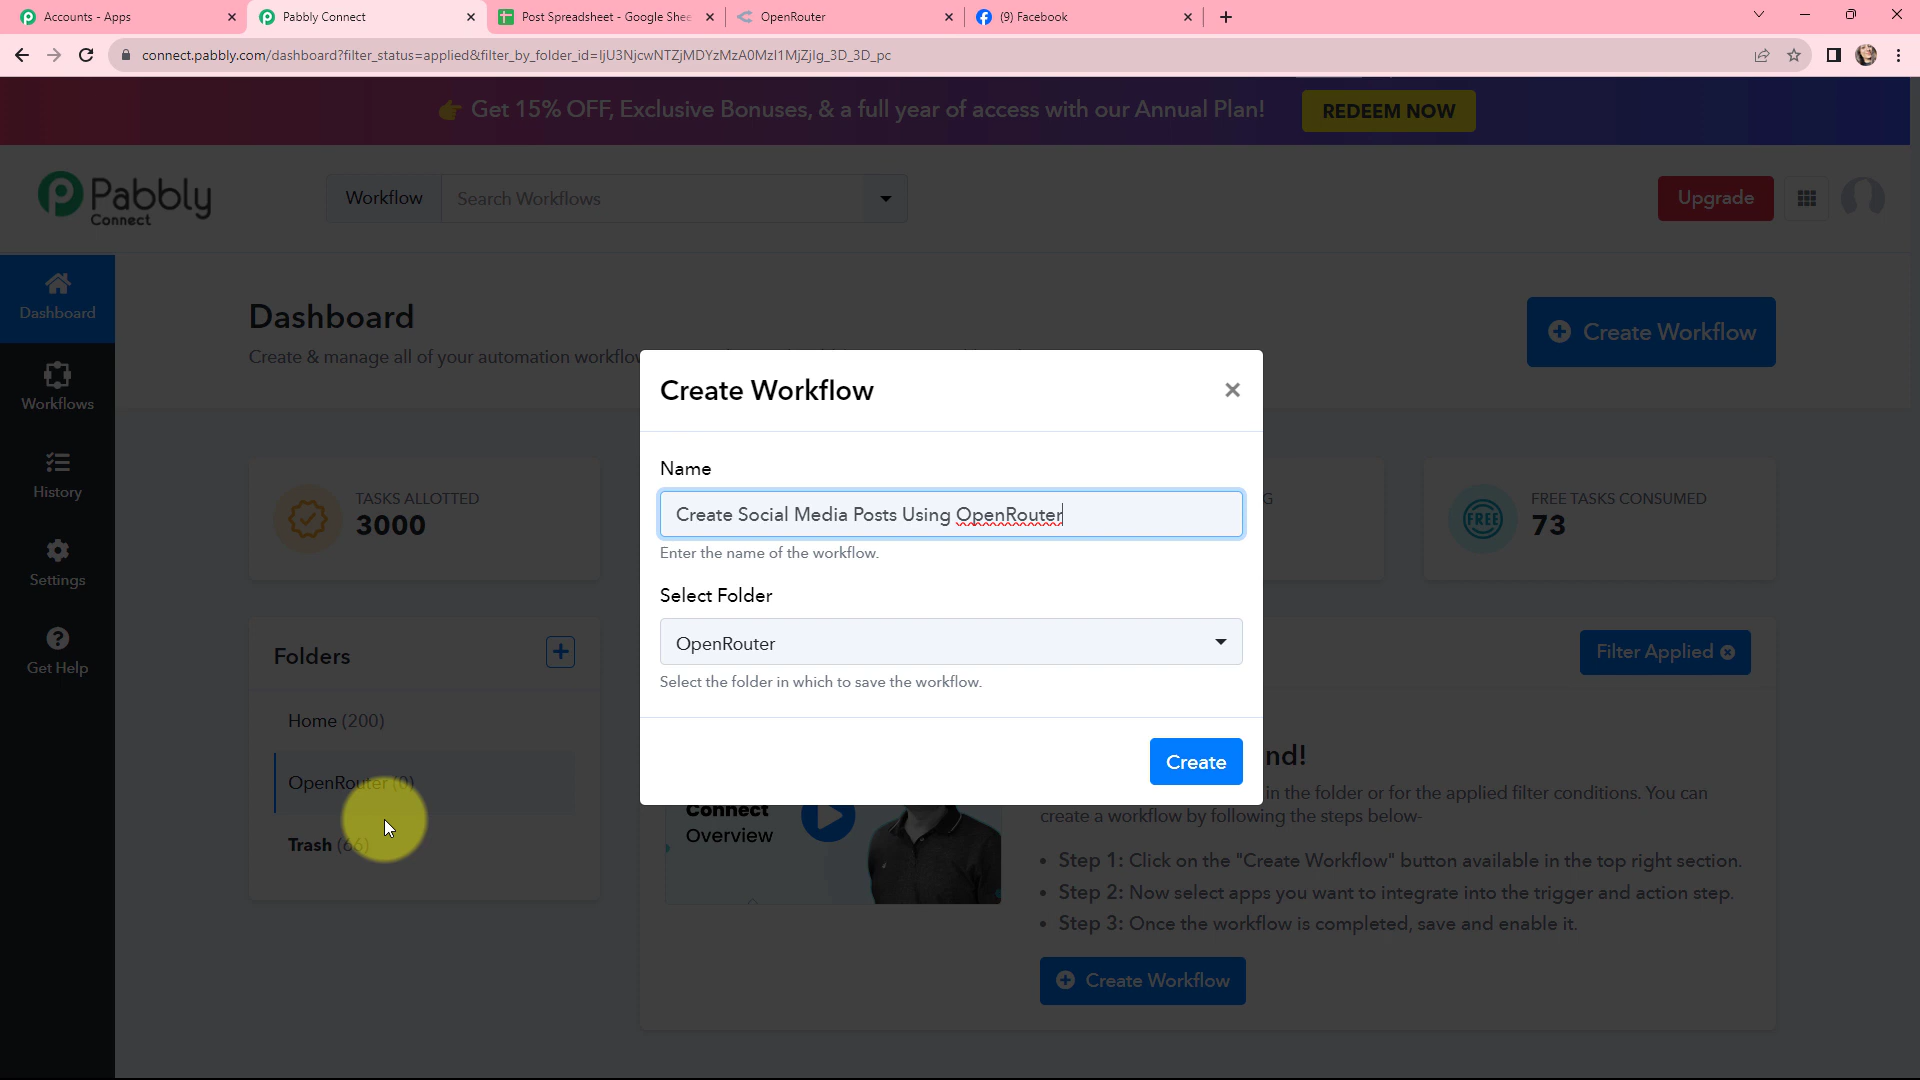 Accounts - Apps
Pabbly Connect
Post Spreadsheet - Google Shee
OpenRouter
(9) Facebook
connect.pabbly.com/dashboard?filter_status=applied&filter_by_folder_id=IjU3NjcwNTZjMDYzMzA0MzI1MjZjIg_3D_3D_pc
👉 Get 15% OFF, Exclusive Bonuses, & a full year of access with our Annual Plan!
REDEEM NOW
Pabbly
Connect
Workflow
Search Workflows
Upgrade
Dashboard
Workflows
History
Settings
Get Help
Dashboard
Create & manage all of your automation workflow
Create Workflow
TASKS ALLOTTED
3000
G
FREE TASKS CONSUMED
FREE
73
Folders
Home (200)
OpenRouter (0)
Trash (66)
Filter Applied
Create Workflow
Name
Create Social Media Posts Using OpenRouter
Enter the name of the workflow.
Select Folder
OpenRouter
Select the folder in which to save the workflow.
Create
Connect
Overview
nd!
in the folder or for the applied filter conditions. You can
create a workflow by following the steps below-
• Step 1: Click on the "Create Workflow" button available in the top right section.
• Step 2: Now select apps you want to integrate into the trigger and action step.
• Step 3: Once the workflow is completed, save and enable it.
Create Workflow